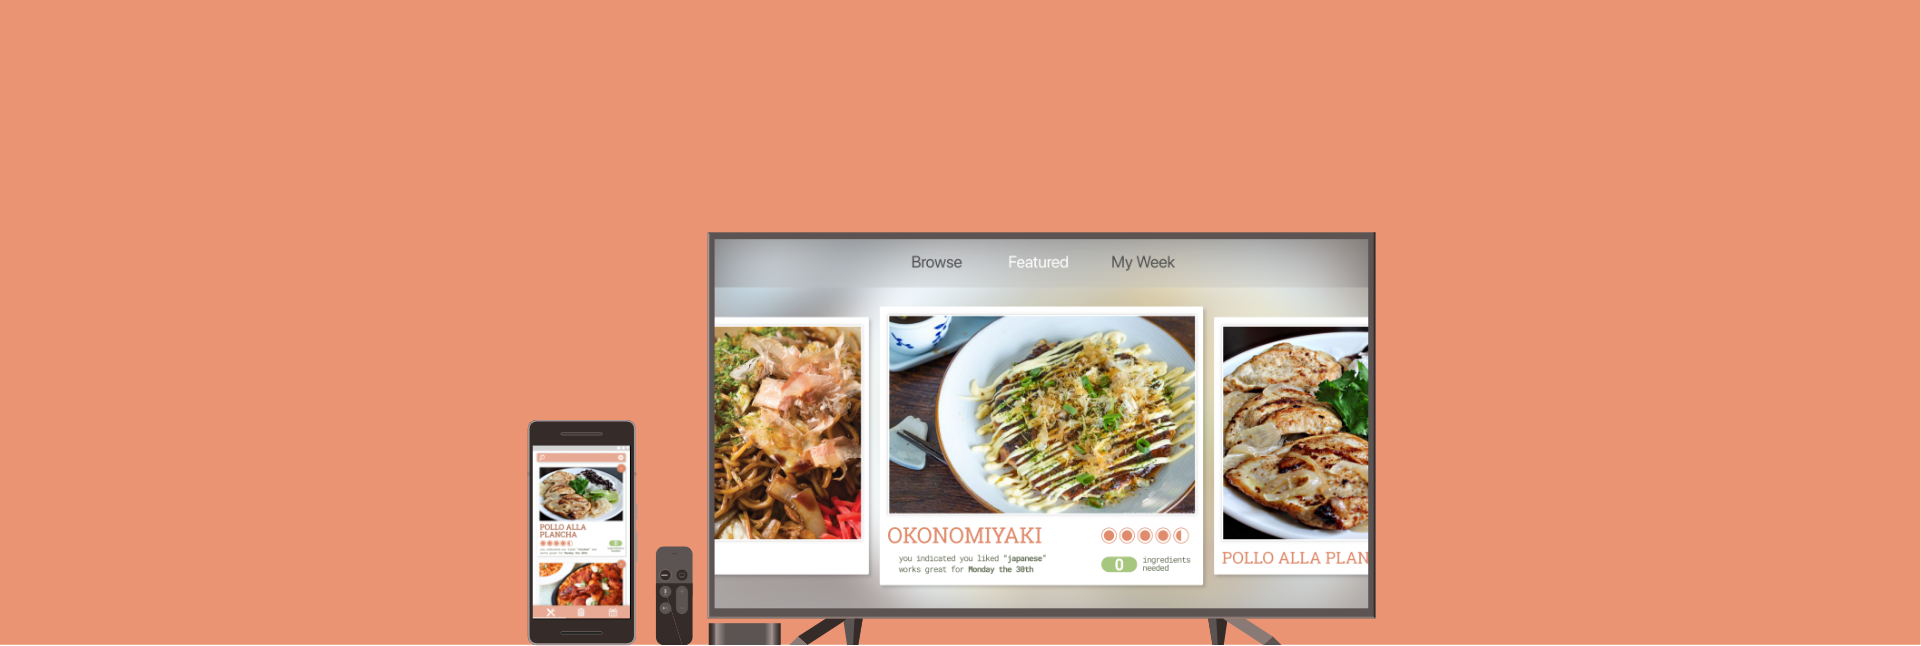 Browse Featured My Week
OKONOMIYAKI
you indicated you liked "japanese"
works great for Monday the 30th
0 ingredients
needed
POLLO ALLA PLAN
POLLO ALLA
PLANCHA